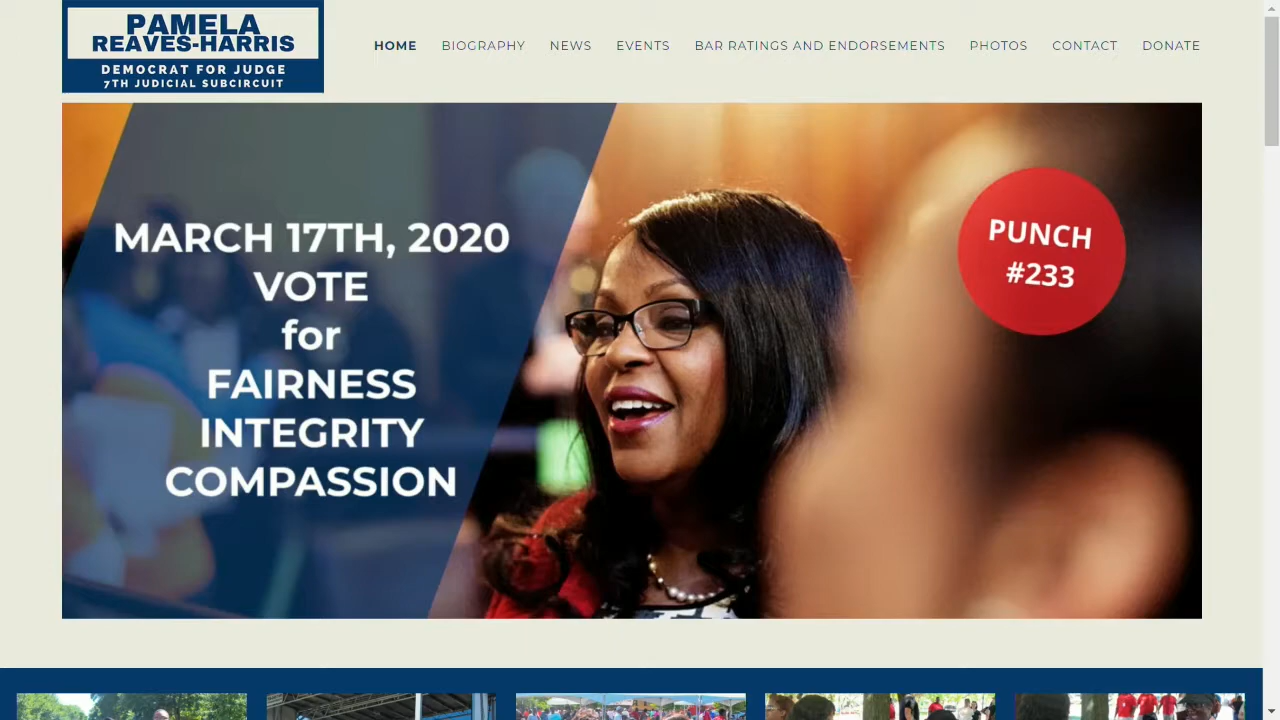 PAMELA
REAVES-HARRIS
DEMOCRAT FOR JUDGE
7TH JUDICIAL SUBCIRCUIT
HOME BIOGRAPHY NEWS EVENTS BAR RATINGS AND ENDORSEMENTS PHOTOS CONTACT DONATE
MARCH 17TH, 2020
VOTE
for
FAIRNESS
INTEGRITY
COMPASSION
PUNCH
#233